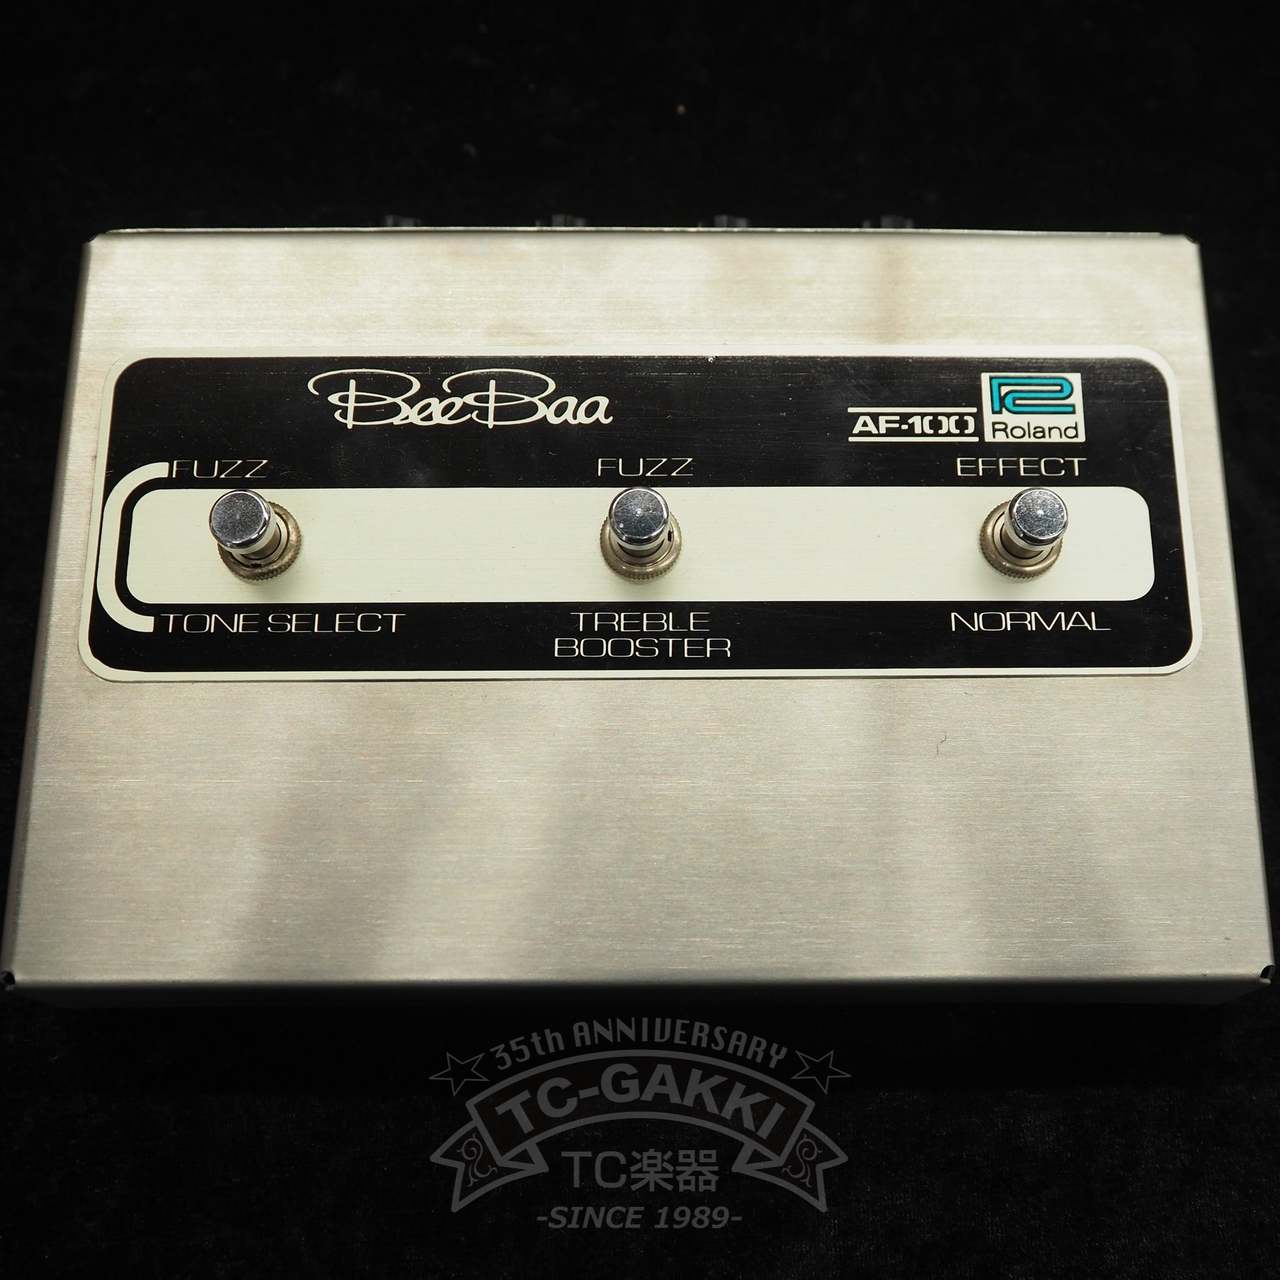 BeeBaa
AF-100 Roland
FUZZ FUZZ EFFECT
TONE SELECT TREBLE BOOSTER NORMAL
35th ANNIVERSARY
TC-GAKKI
TC楽器
-SINCE 1989-